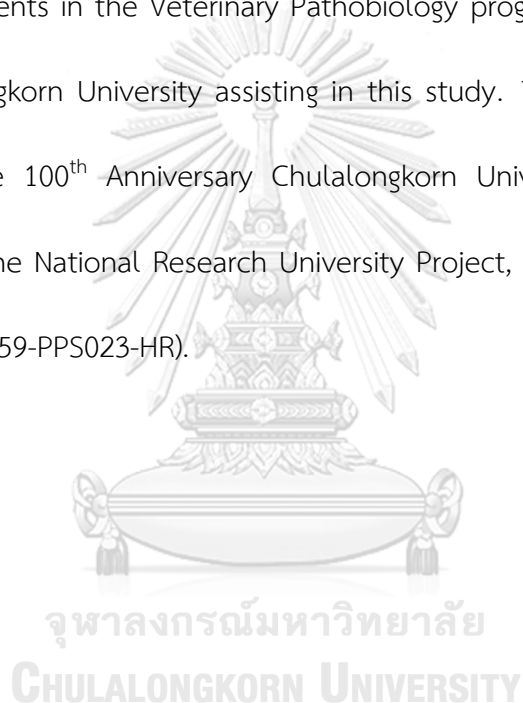 ents in the Veterinary Pathobiology prog
gkorn University assisting in this study.
e 100th Anniversary Chulalongkorn Univ
he National Research University Project,
59-PPS023-HR).
จุฬาลงกรณ์มหาวิทยาลัย
CHULALONGKORN UNIVERSITY